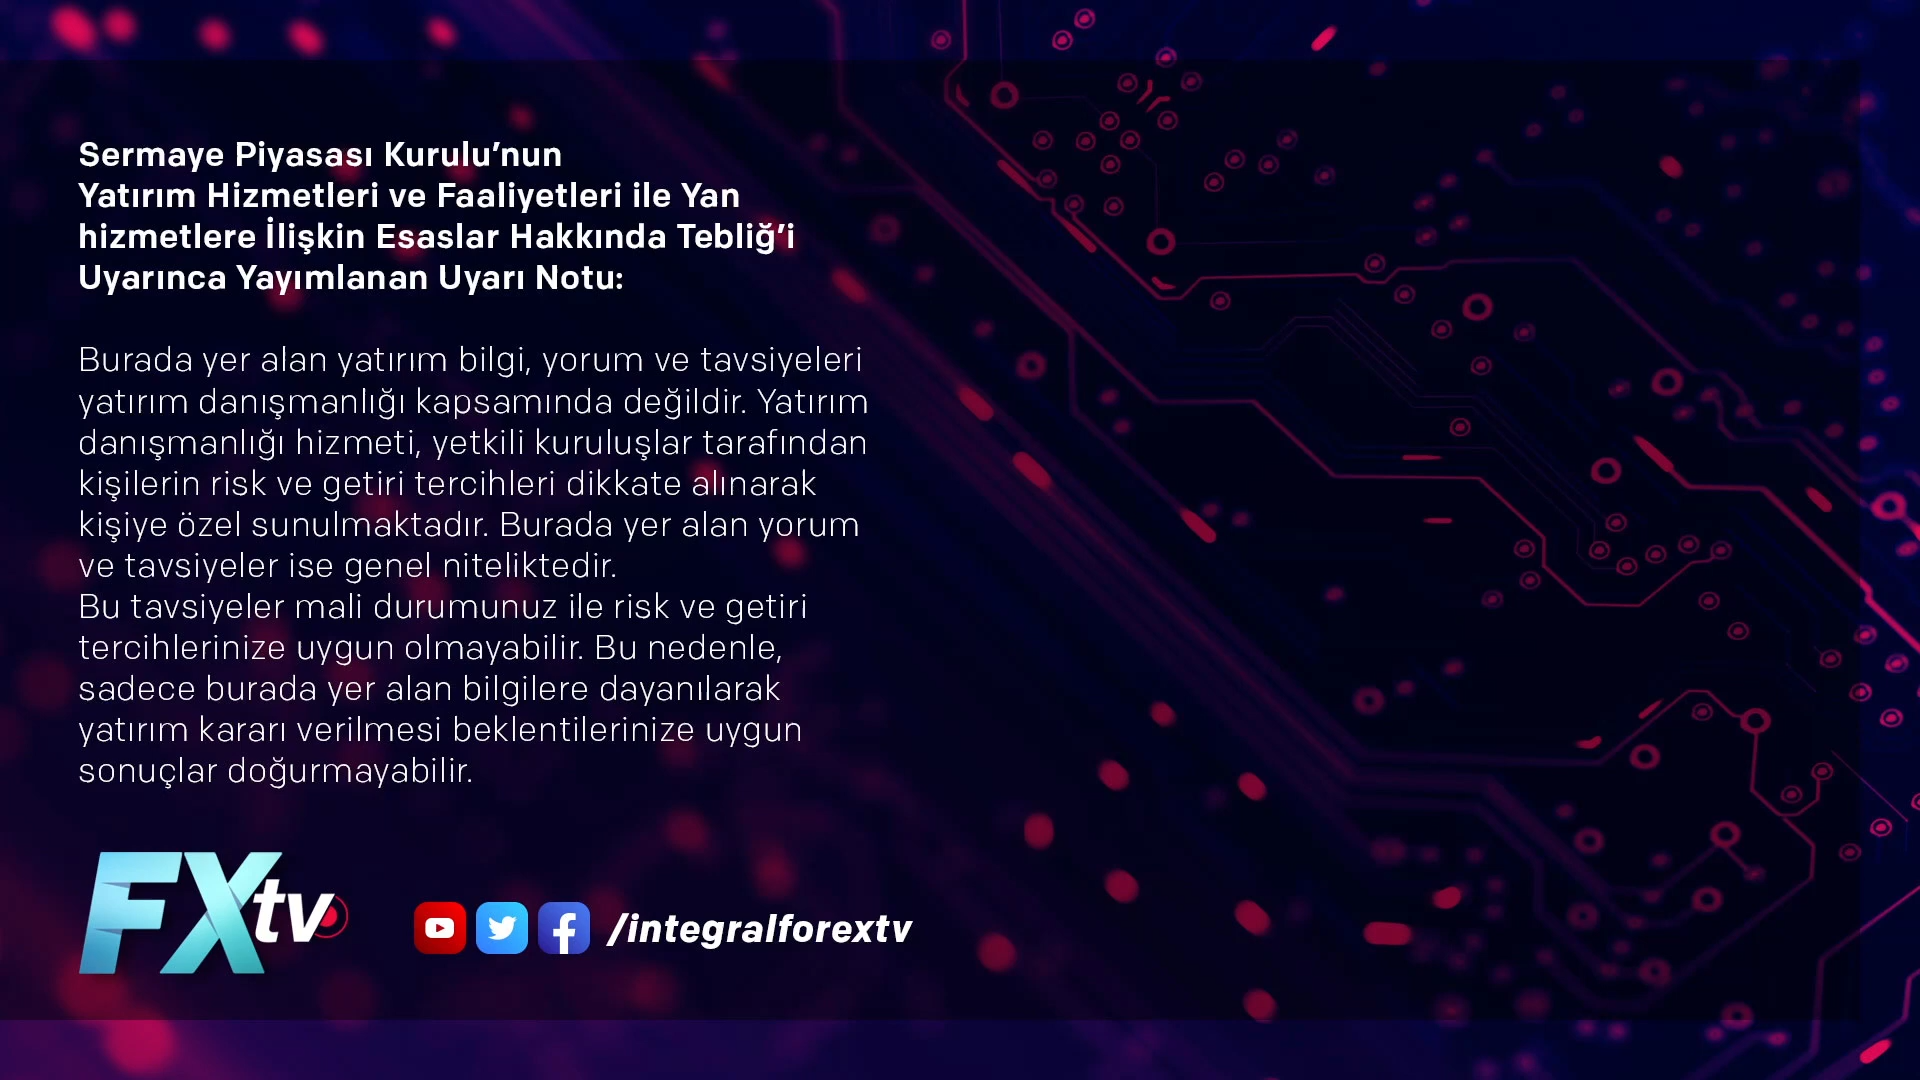 Sermaye Piyasası Kurulu’nun
Yatırım Hizmetleri ve Faaliyetleri ile Yan
hizmetlere İlişkin Esaslar Hakkında Tebliğ’i
Uyarınca Yayımlanan Uyarı Notu:
Burada yer alan yatırım bilgi, yorum ve tavsiyeleri
yatırım danışmanlığı kapsamında değildir. Yatırım
danışmanlığı hizmeti, yetkili kuruluşlar tarafından
kişilerin risk ve getiri tercihleri dikkate alınarak
kişiye özel sunulmaktadır. Burada yer alan yorum
ve tavsiyeler ise genel niteliktedir.
Bu tavsiyeler mali durumunuz ile risk ve getiri
tercihlerinize uygun olmayabilir. Bu nedenle,
sadece burada yer alan bilgilere dayanılarak
yatırım kararı verilmesi beklentilerinize uygun
sonuçlar doğurmayabilir.
FXtv
/integralforextv